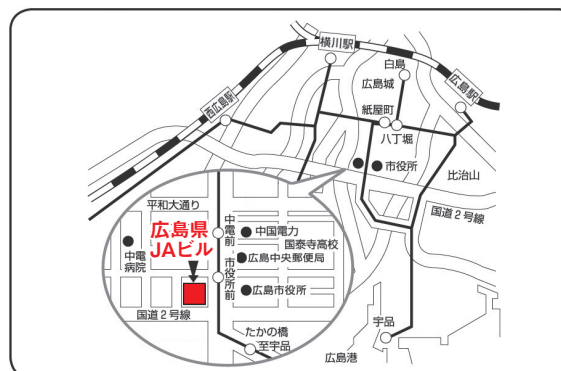 横川駅
白島
広島城
広島駅
西広島駅
紙屋町
八丁堀
市役所
比治山
国道2号線
平和大通り
広島県
JAビル
中電前
中国電力
国泰寺高校
広島中央郵便局
中電
病院
市役所前
広島市役所
国道2号線
たかの橋
至宇品
宇品
広島港